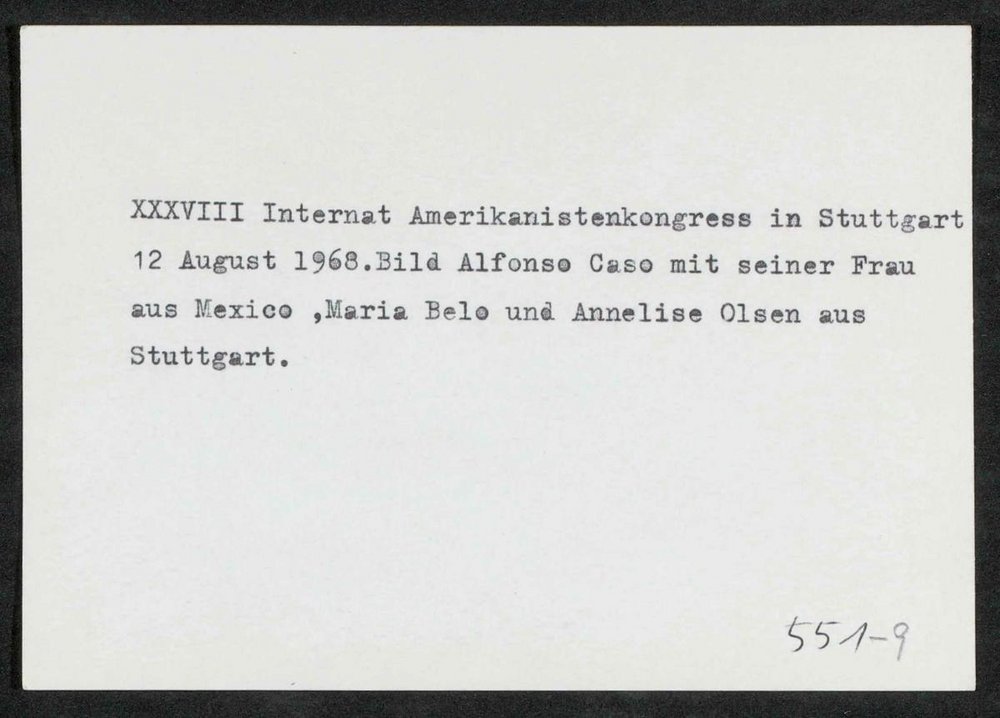 XXXVIII Internat Amerikanistenkongress in Stuttgart
12 August 1968.Bild Alfonso Caso mit seiner Frau
aus Mexico ,Maria Belo und Annelise Olsen aus
Stuttgart.
551-9